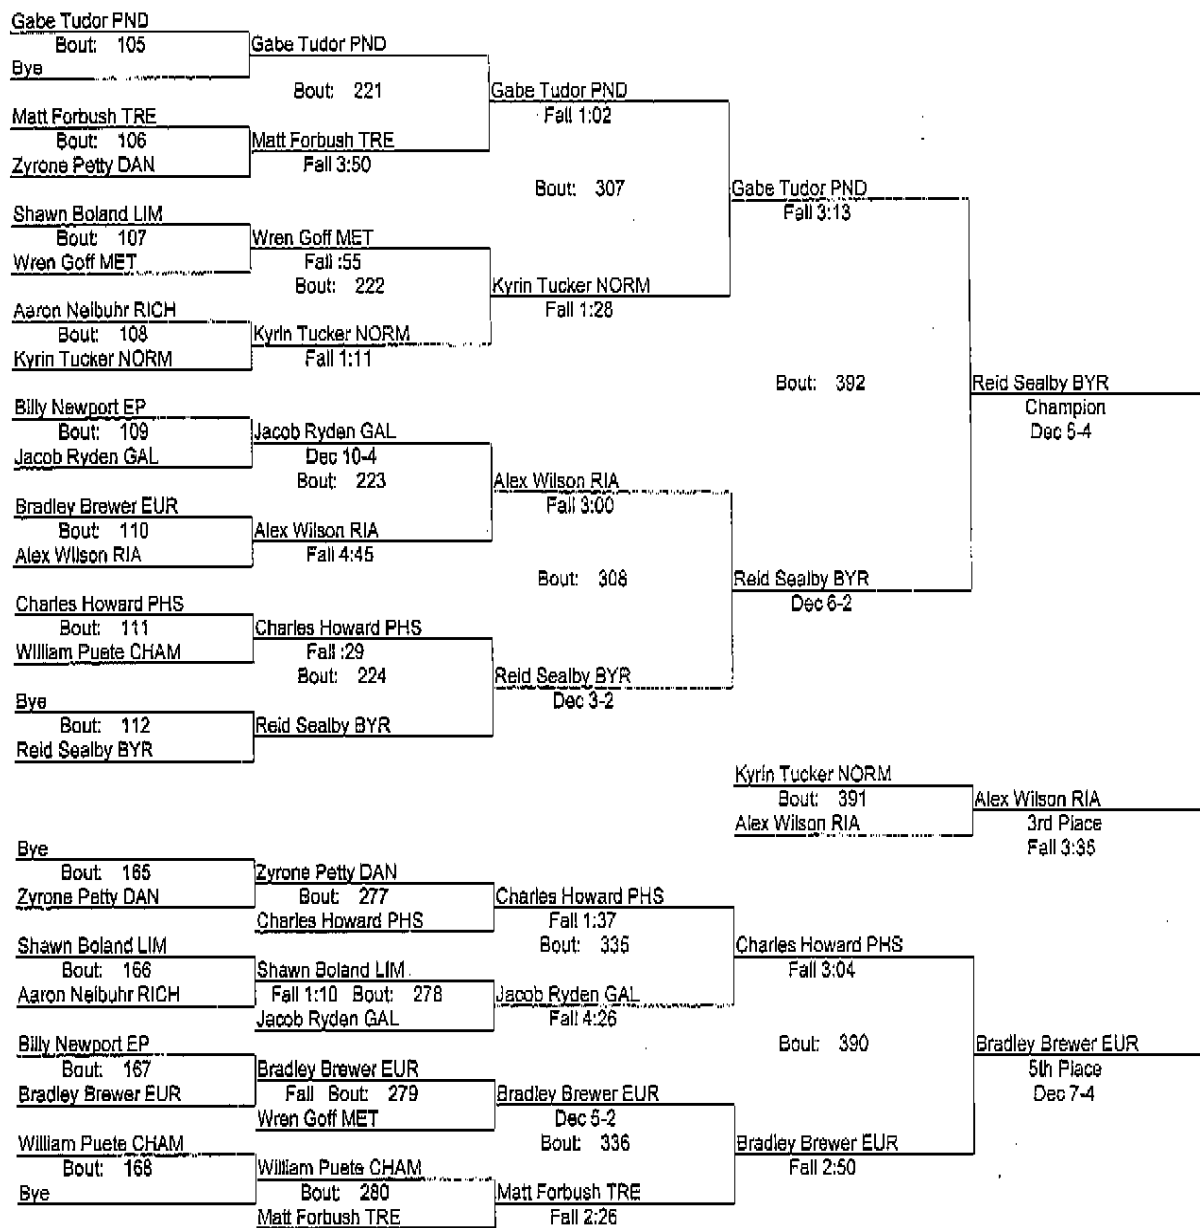 Gabe Tudor PND
Bout: 105
Bye
Gabe Tudor PND
Bout: 221
Matt Forbush TRE
Bout: 106
Zyrone Petty DAN
Matt Forbush TRE
Fall 3:50
Gabe Tudor PND
Fall 1:02
Bout: 307
Shawn Boland LIM
Bout: 107
Wren Goff MET
Wren Goff MET
Fall :55
Bout: 222
Aaron Neibuhr RICH
Bout: 108
Kyrin Tucker NORM
Kyrin Tucker NORM
Fall 1:11
Kyrin Tucker NORM
Fall 1:28
Gabe Tudor PND
Fall 3:13
Bout: 392
Billy Newport EP
Bout: 109
Jacob Ryden GAL
Jacob Ryden GAL
Dec 10-4
Bout: 223
Bradley Brewer EUR
Bout: 110
Alex Wilson RIA
Alex Wilson RIA
Fall 4:45
Alex Wilson RIA
Fall 3:00
Bout: 308
Charles Howard PHS
Bout: 111
William Puete CHAM
Charles Howard PHS
Fall :29
Bout: 224
Bye
Bout: 112
Reid Sealby BYR
Reid Sealby BYR
Reid Sealby BYR
Dec 3-2
Reid Sealby BYR
Dec 6-2
Reid Sealby BYR
Champion
Dec 5-4
Kyrin Tucker NORM
Bout: 391
Alex Wilson RIA
Alex Wilson RIA
3rd Place
Fall 3:35
Bye
Bout: 165
Zyrone Petty DAN
Zyrone Petty DAN
Bout: 277
Charles Howard PHS
Charles Howard PHS
Fall 1:37
Bout: 335
Shawn Boland LIM
Bout: 166
Aaron Neibuhr RICH
Shawn Boland LIM
Fall 1:10 Bout: 278
Jacob Ryden GAL
Jacob Ryden GAL
Fall 4:26
Charles Howard PHS
Fall 3:04
Bout: 390
Billy Newport EP
Bout: 167
Bradley Brewer EUR
Bradley Brewer EUR
Fall Bout: 279
Wren Goff MET
Bradley Brewer EUR
Dec 5-2
Bout: 336
William Puete CHAM
Bout: 168
Bye
William Puete CHAM
Bout: 280
Matt Forbush TRE
Matt Forbush TRE
Fall 2:26
Bradley Brewer EUR
Fall 2:50
Bradley Brewer EUR
5th Place
Dec 7-4